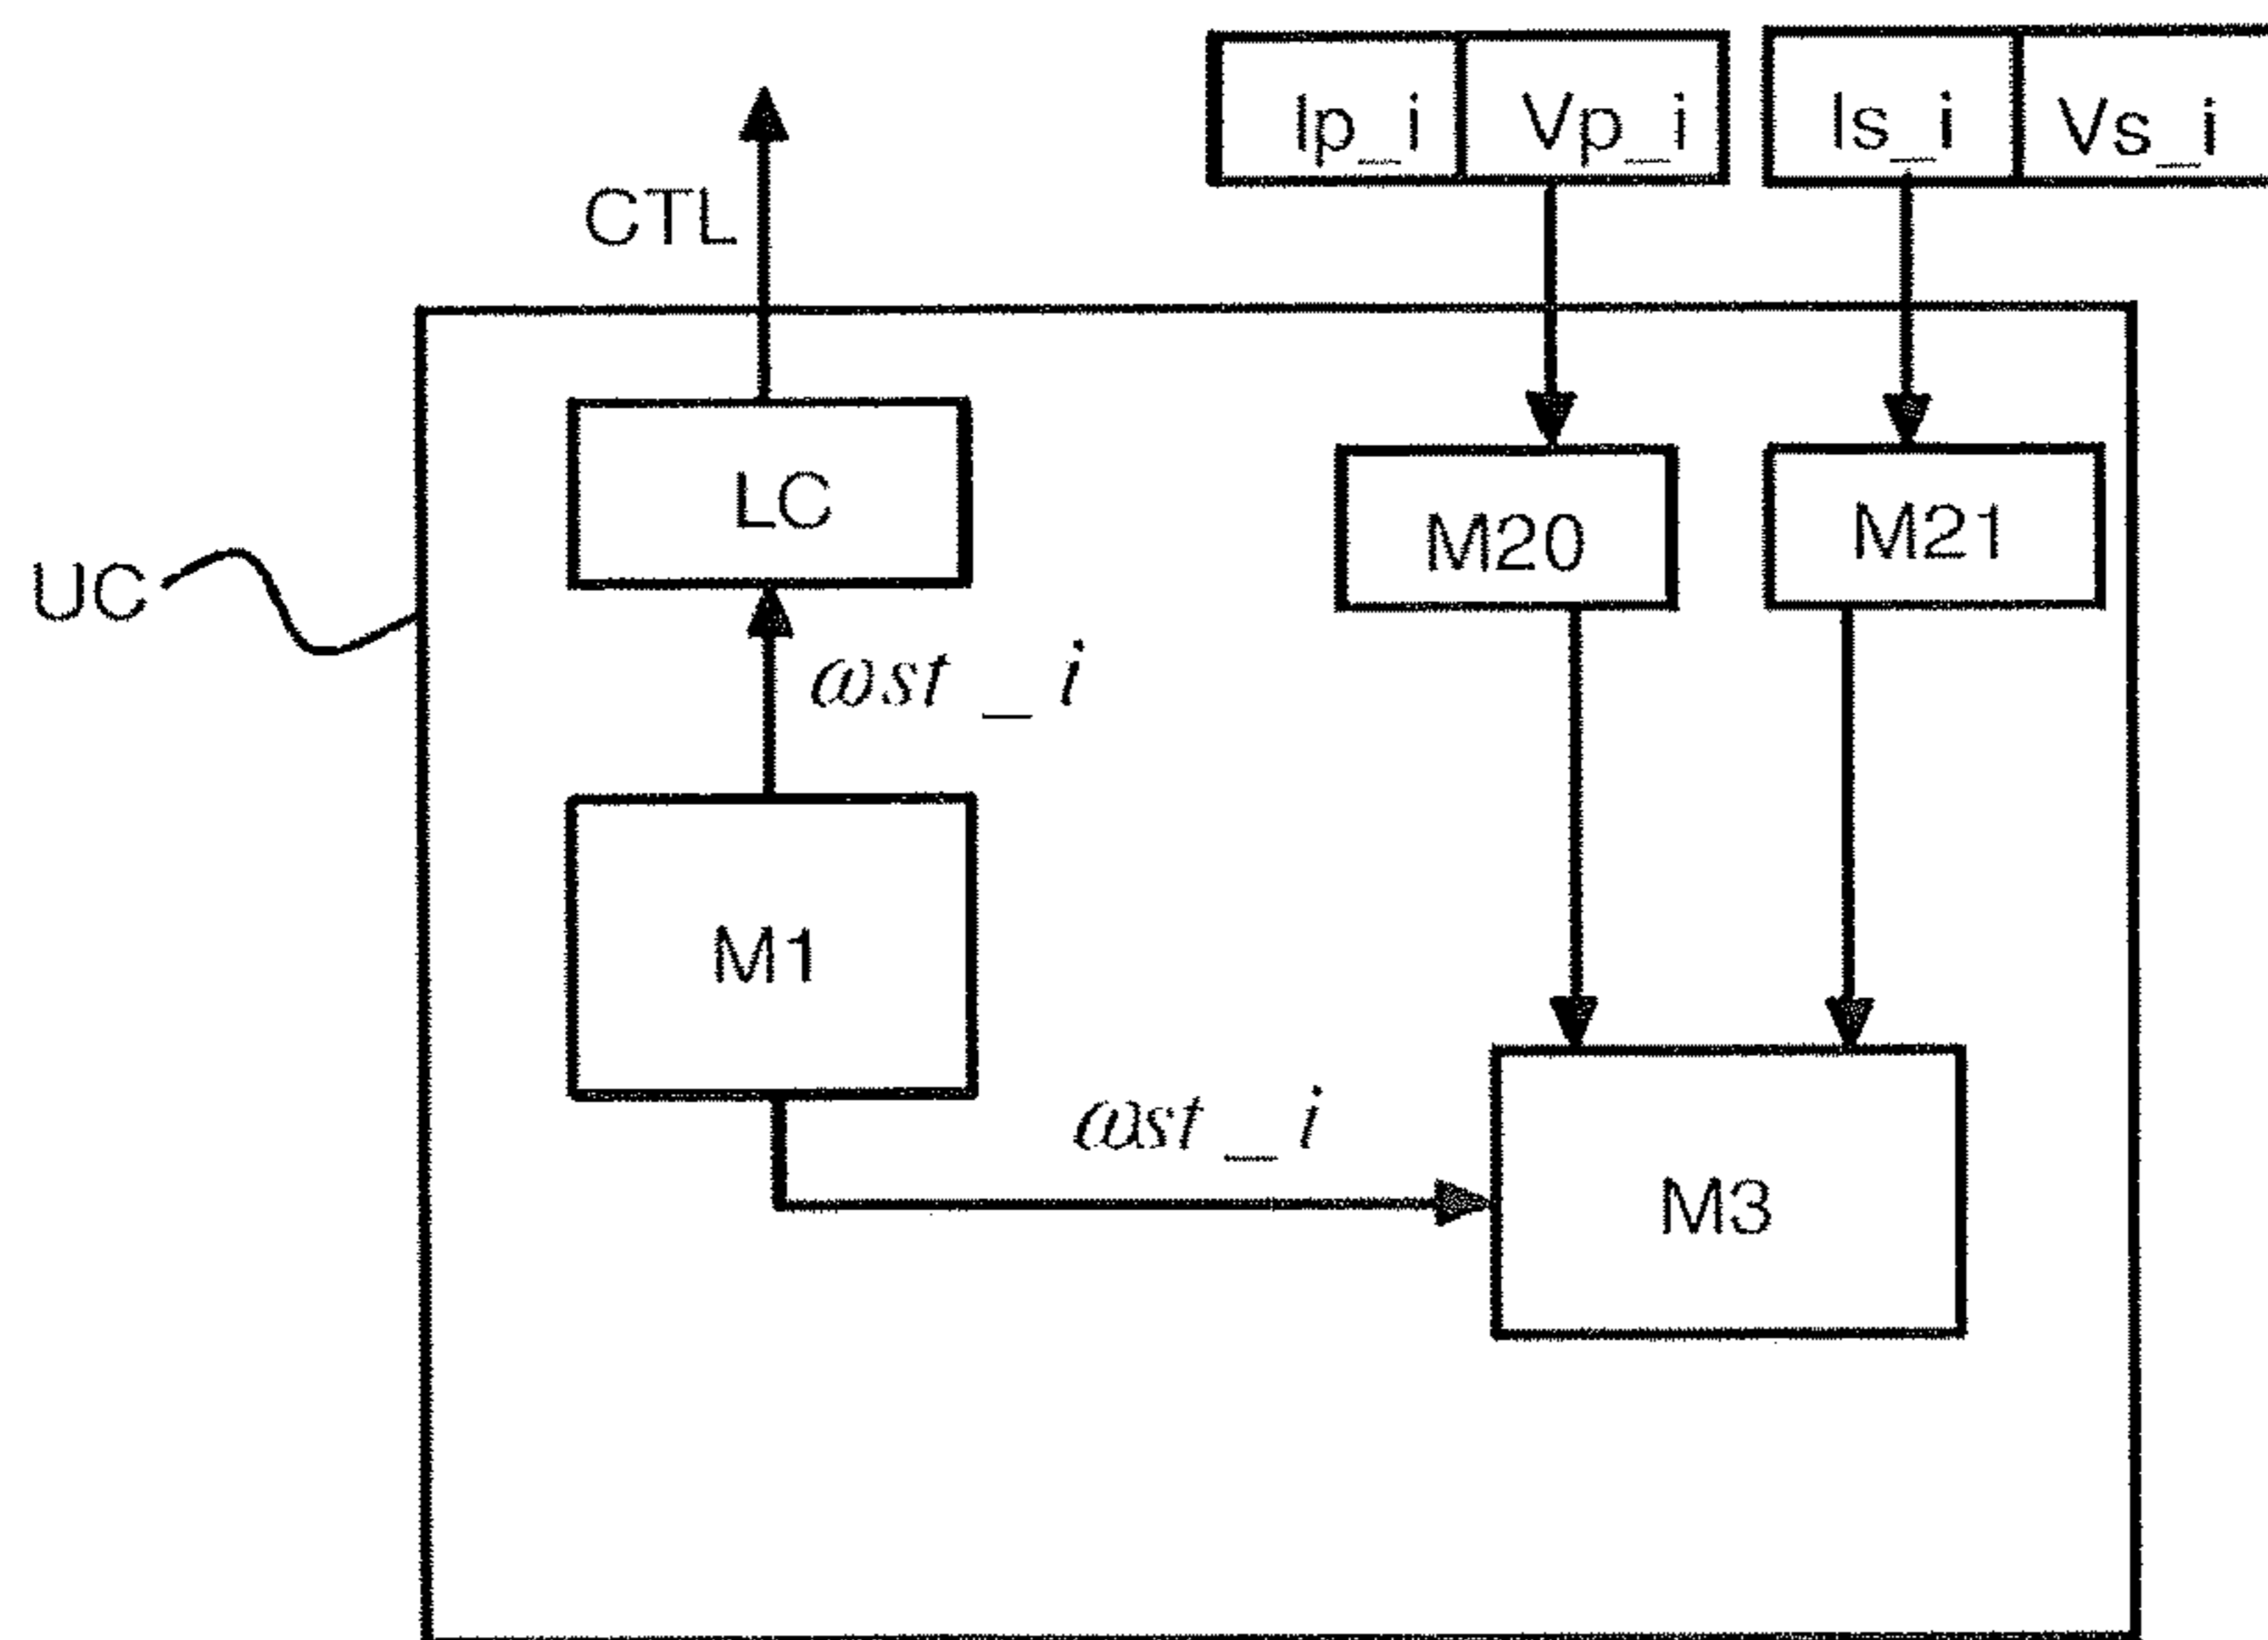 Ip_i Vp_i Is_i Vs_i
CTL
LC
M20 M21
UC
ωst_i
M1
ωst_i
M3